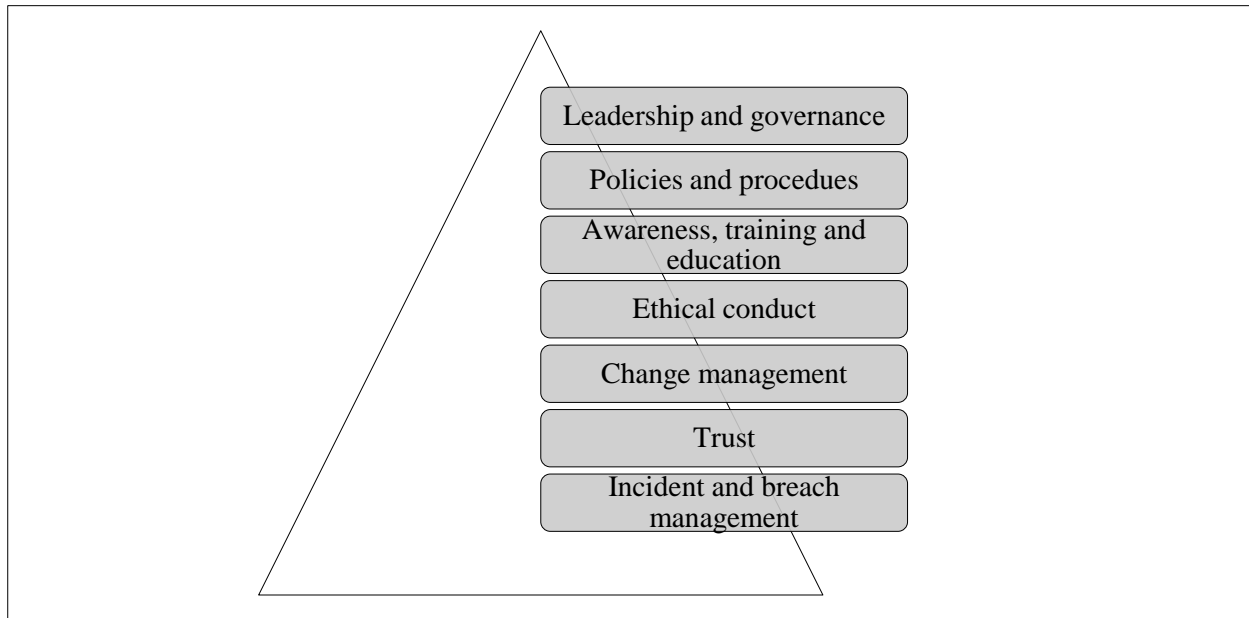 Leadership and governance
Policies and procedues
Awareness, training and
education
Ethical conduct
Change management
Trust
Incident and breach
management